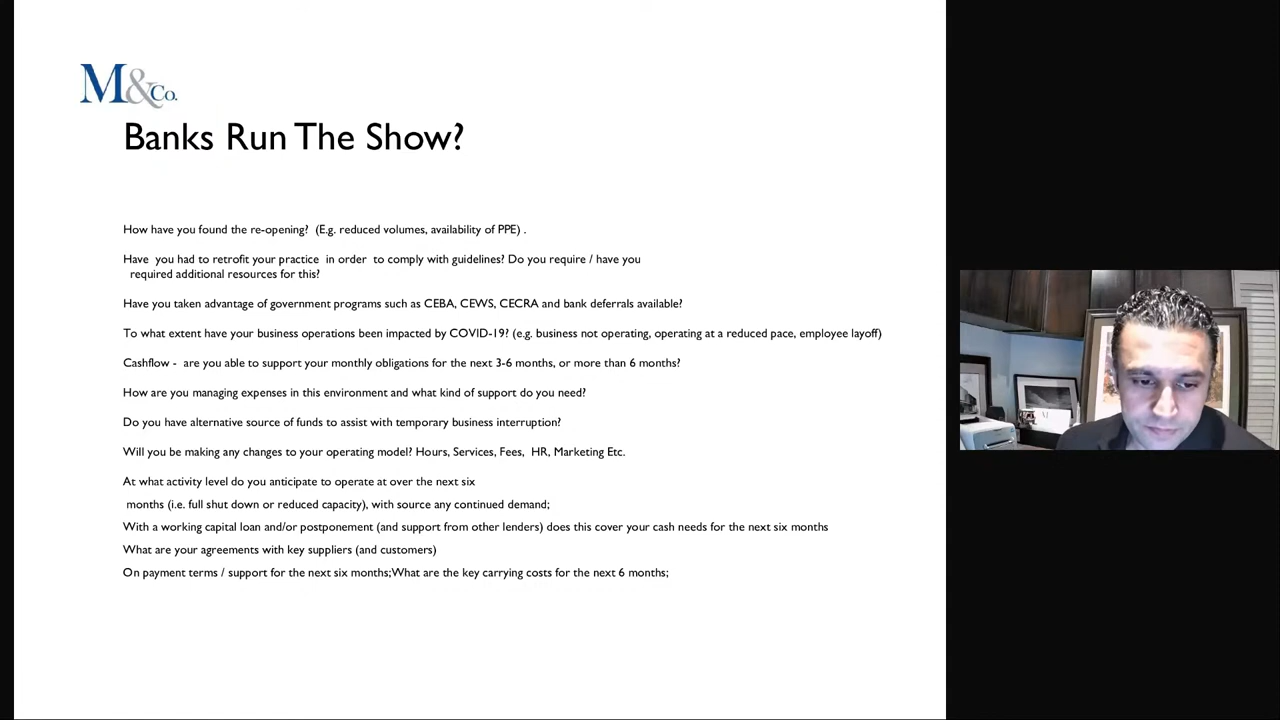 M&Co.
Banks Run The Show?
How have you found the re-opening? (E.g. reduced volumes, availability of PPE) .
Have you had to retrofit your practice in order to comply with guidelines? Do you require / have you
required additional resources for this?
Have you taken advantage of government programs such as CEBA, CEWS, CECRA and bank deferrals available?
To what extent have your business operations been impacted by COVID-19? (e.g. business not operating, operating at a reduced pace, employee layoff)
Cashflow - are you able to support your monthly obligations for the next 3-6 months, or more than 6 months?
How are you managing expenses in this environment and what kind of support do you need?
Do you have alternative source of funds to assist with temporary business interruption?
Will you be making any changes to your operating model? Hours, Services, Fees, HR, Marketing Etc.
At what activity level do you anticipate to operate at over the next six
months (i.e. full shut down or reduced capacity), with source any continued demand;
With a working capital loan and/or postponement (and support from other lenders) does this cover your cash needs for the next six months
What are your agreements with key suppliers (and customers)
On payment terms / support for the next six months;What are the key carrying costs for the next 6 months;